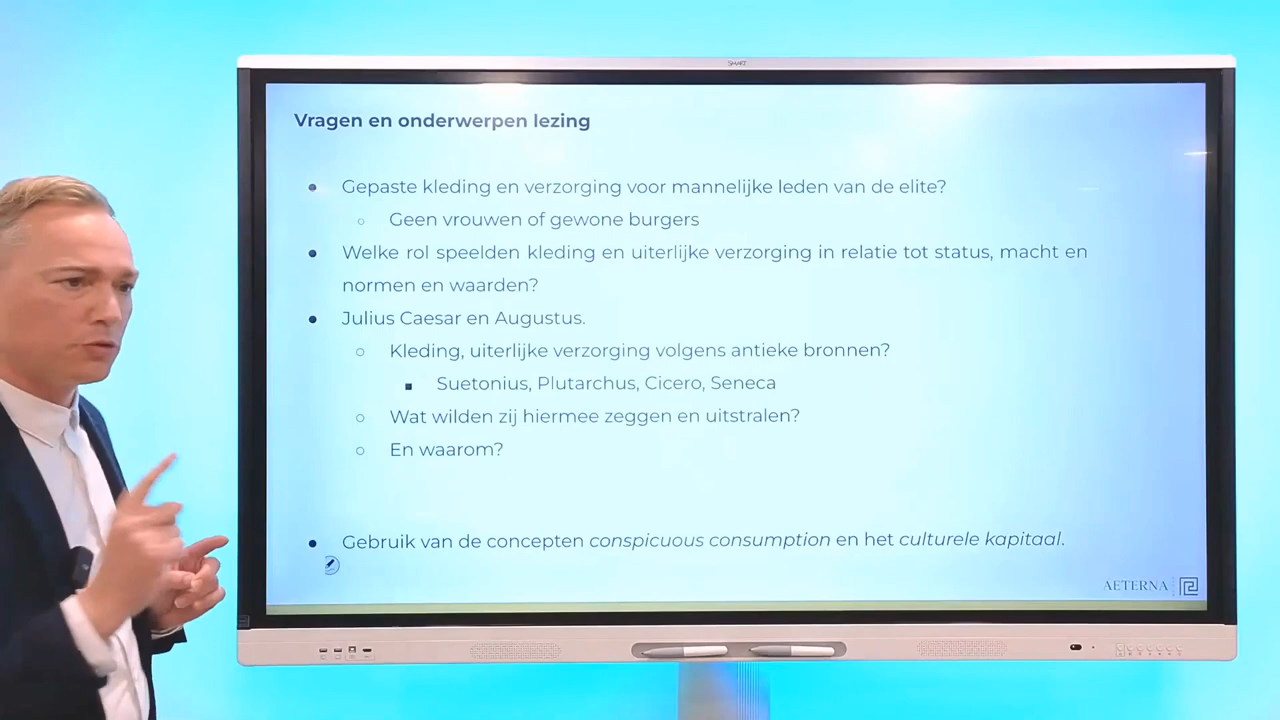 SMART
Vragen en onderwerpen lezing
Gepaste kleding en verzorging voor mannelijke leden van de elite?
Geen vrouwen of gewone burgers
Welke rol speelden kleding en uiterlijke verzorging in relatie tot status, macht en
normen en waarden?
Julius Caesar en Augustus.
Kleding, uiterlijke verzorging volgens antieke bronnen?
Suetonius, Plutarchus, Cicero, Seneca
Wat wilden zij hiermee zeggen en uitstralen?
En waarom?
Gebruik van de concepten conspicuous consumption en het culturele kapitaal.
AETERNA